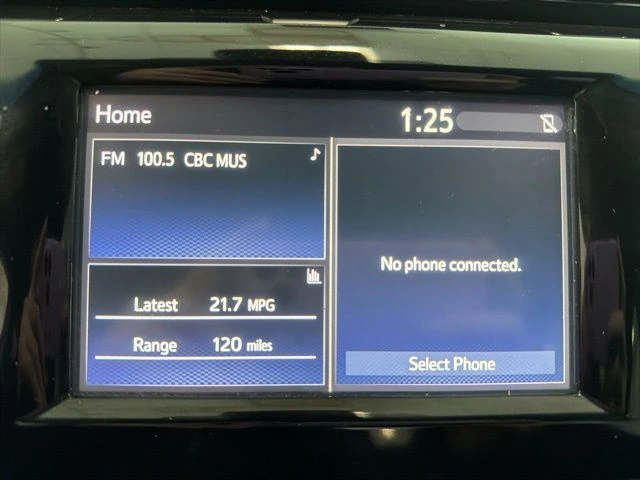 Home 1:25
FM 100.5 CBC MUS
Latest 21.7 MPG
Range 120 miles
No phone connected.
Select Phone